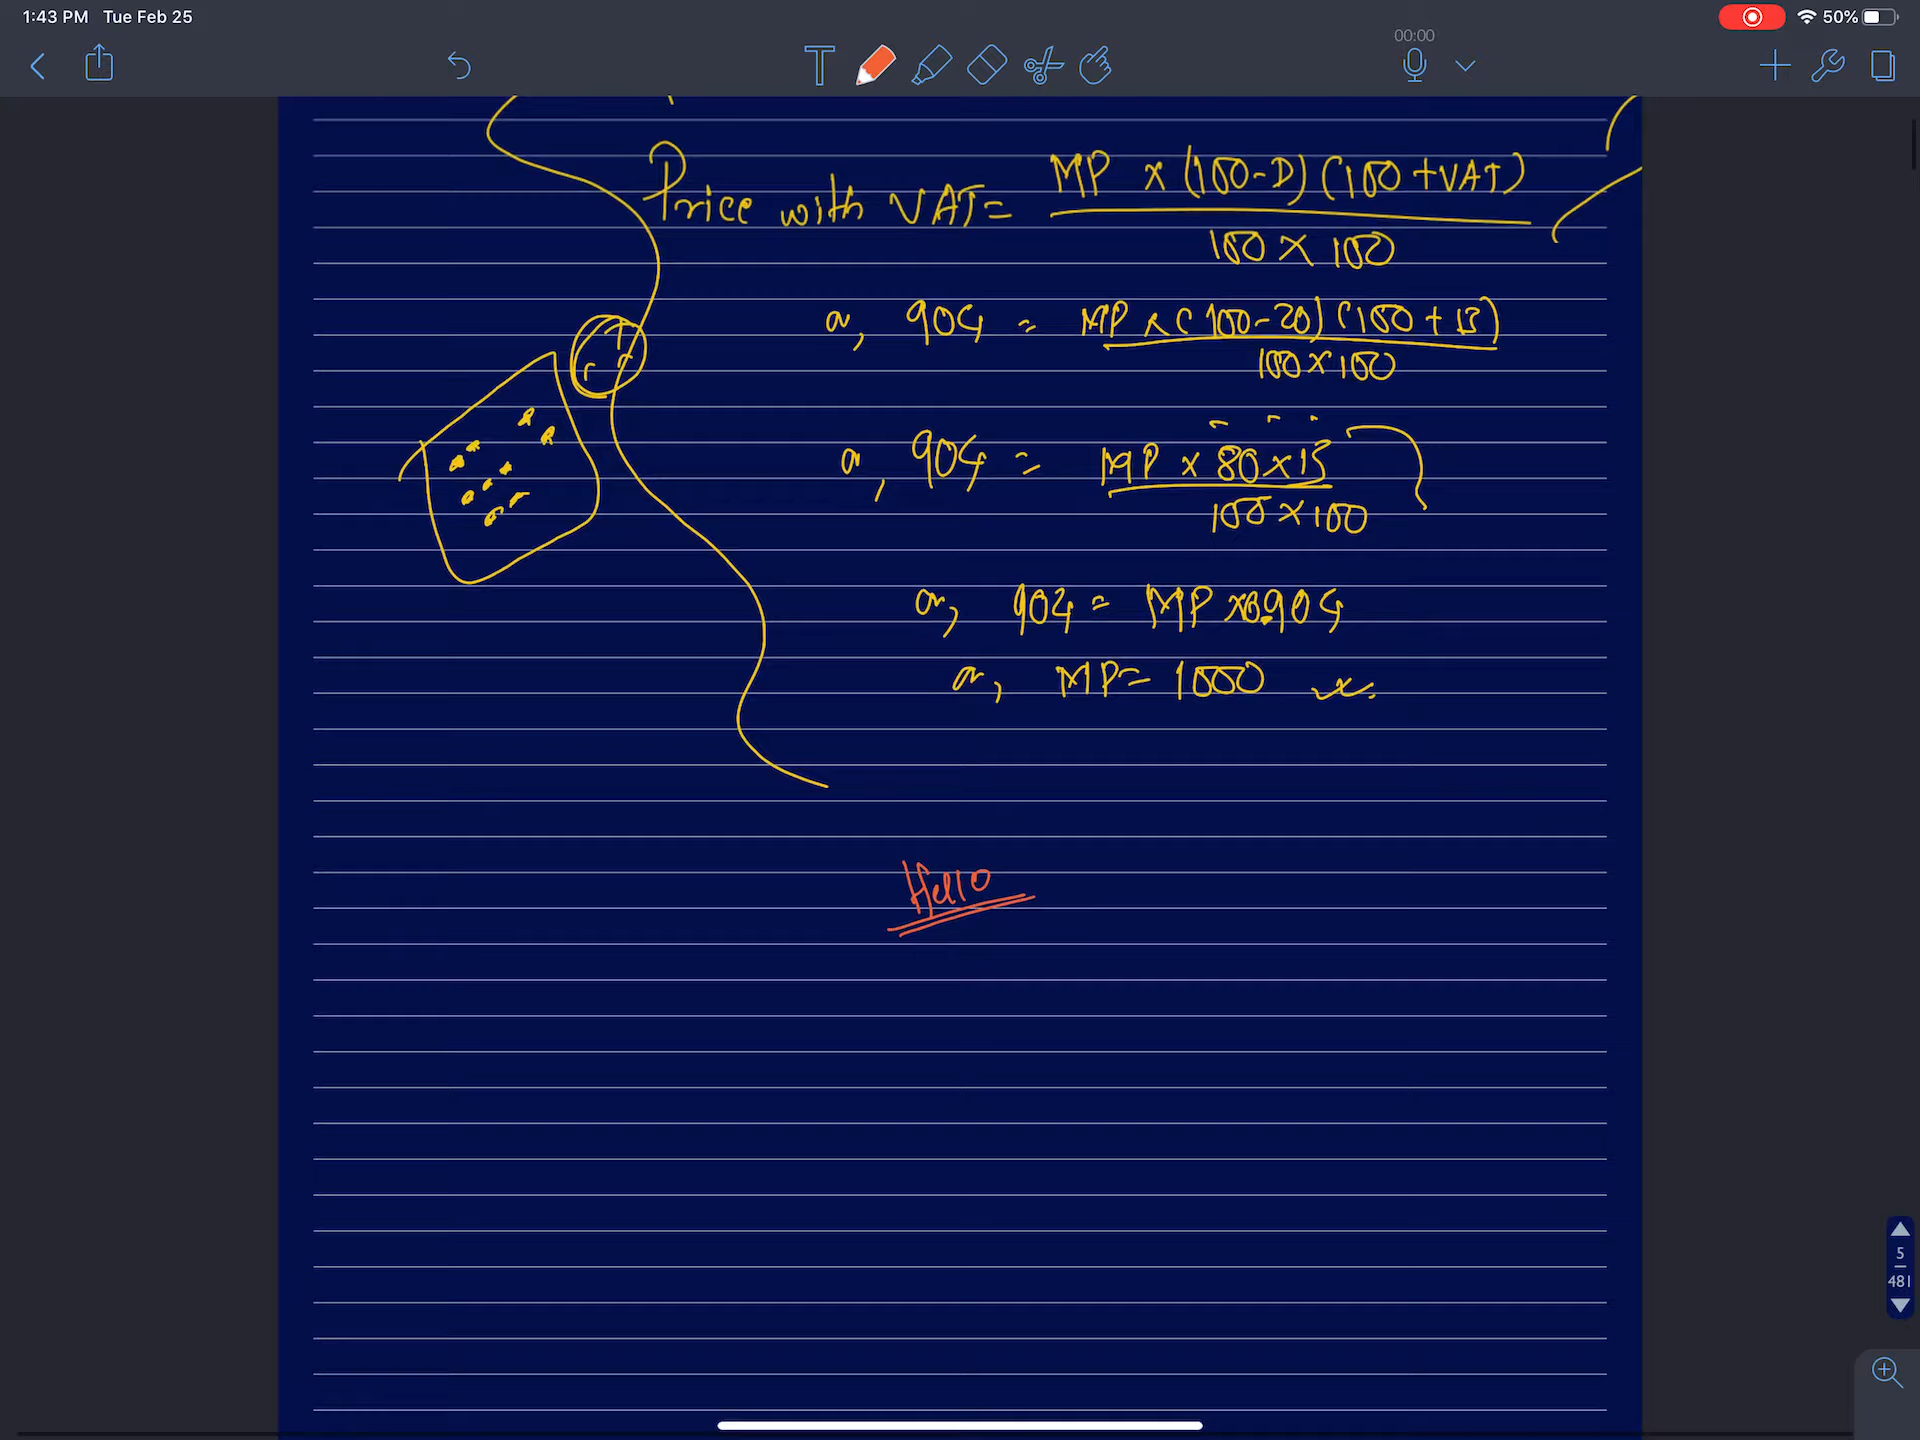 1:43 PM Tue Feb 25
50%
00:00
Price with VAT = MP x (100-D) (100+VAT)
100 x 100
or, 904 = MP x (100-20) (100+13)
100x100
or, 904 = MP x 80 x 13
100x100
or, 904 = MP x0.904
or, MP = 1000
Hello
5
481